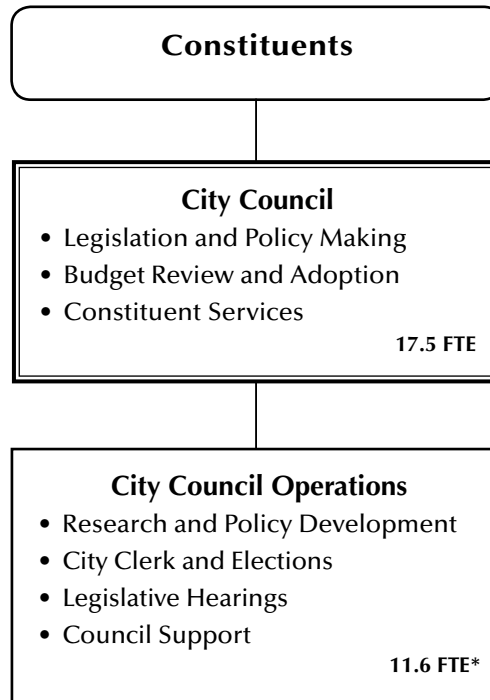 Constituents
City Council
• Legislation and Policy Making
• Budget Review and Adoption
• Constituent Services
17.5 FTE
City Council Operations
• Research and Policy Development
• City Clerk and Elections
• Legislative Hearings
• Council Support
11.6 FTE*